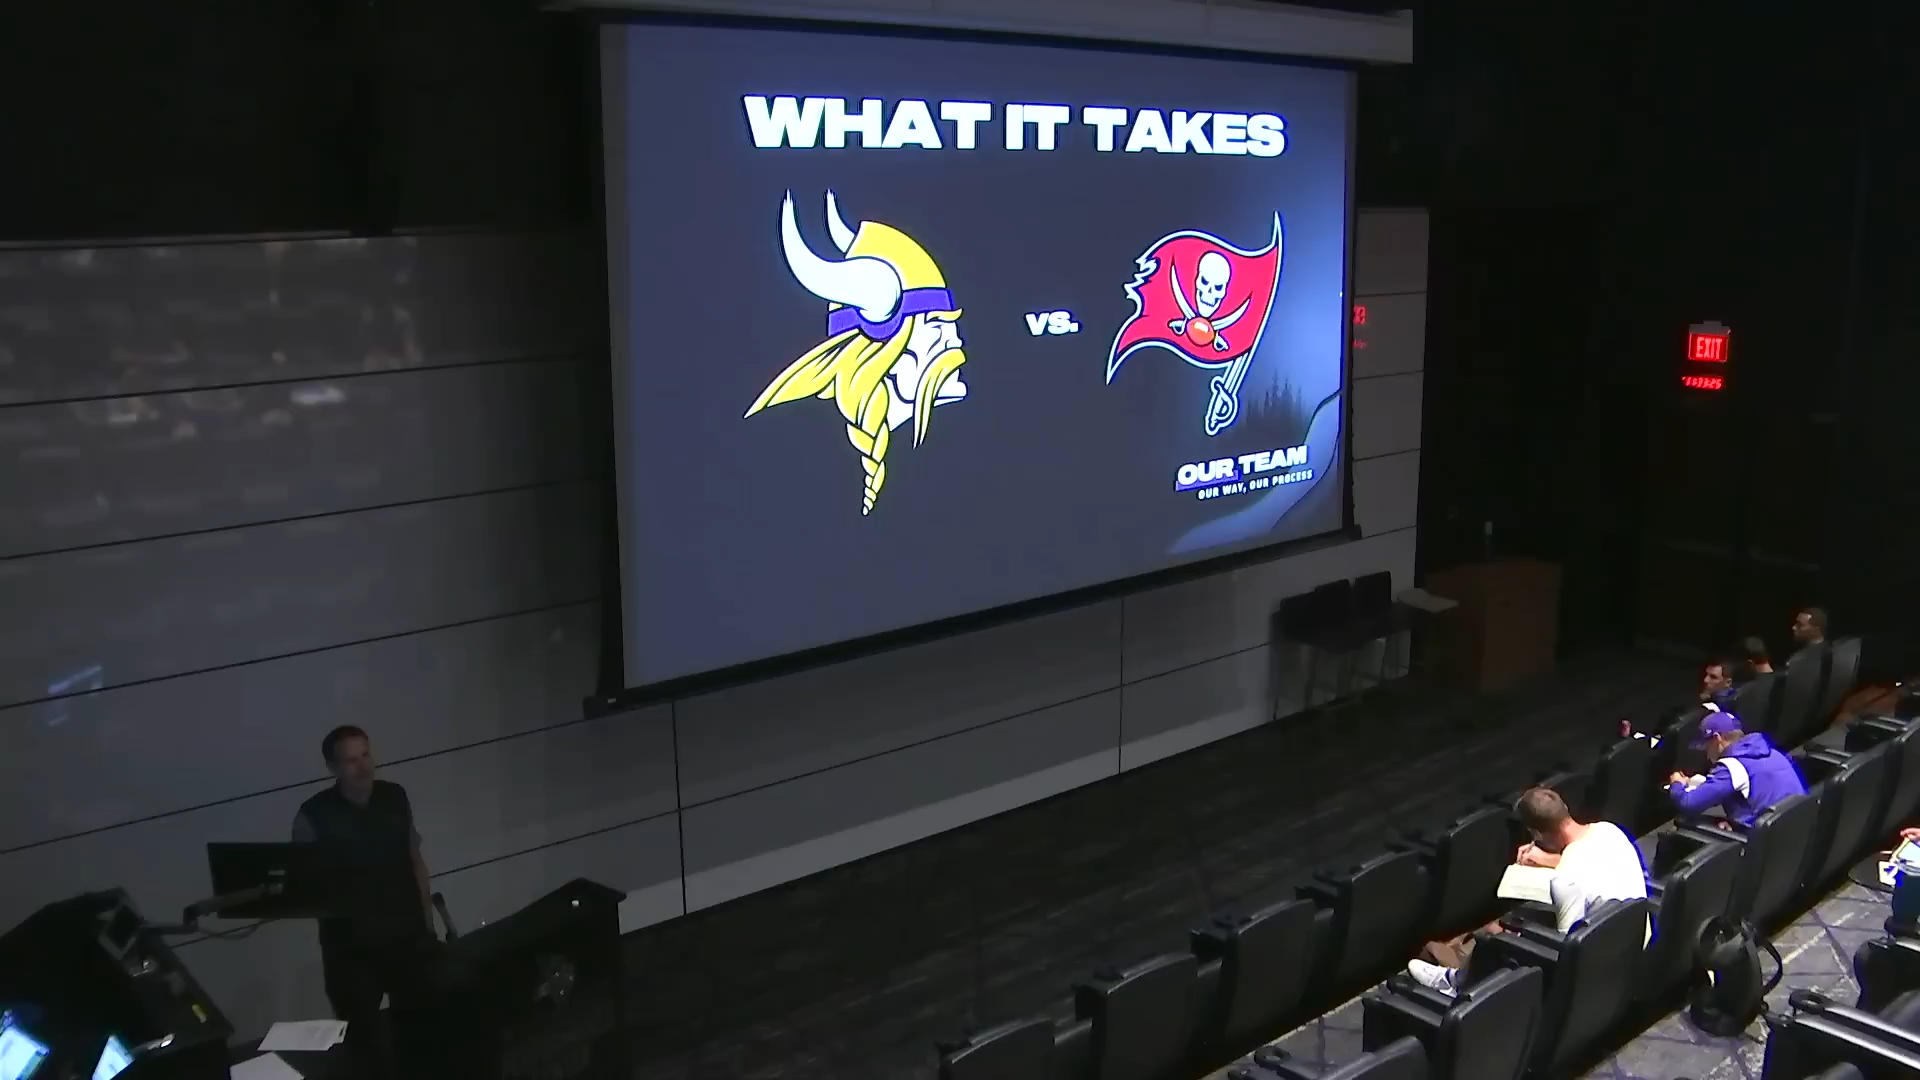 WHAT IT TAKES
VS.
OUR TEAM
OUR WAY, OUR PROCESS
EXIT